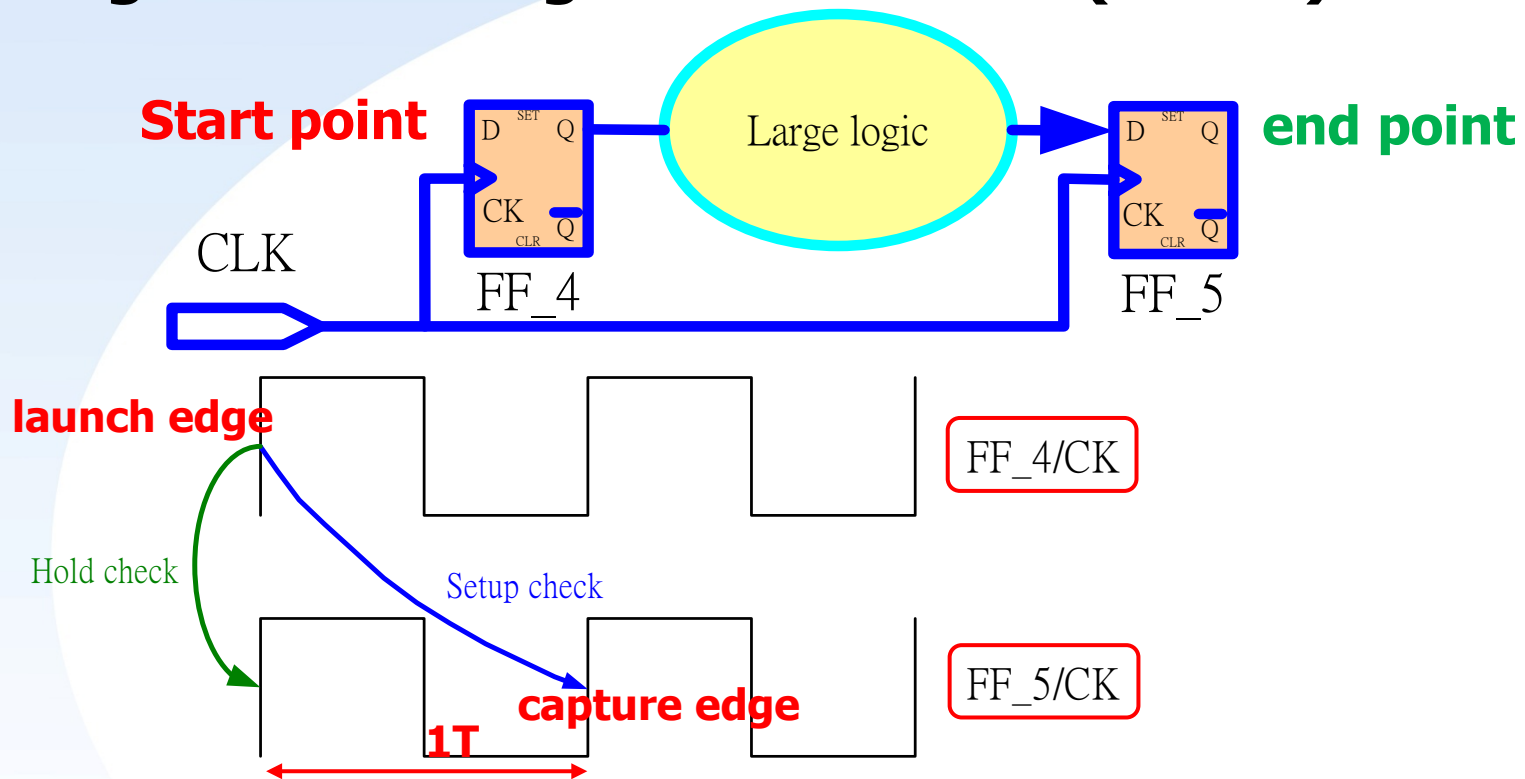 Start point
D SET Q
CK Q
CLR
FF_4
Large logic
D SET Q
CK Q
CLR
FF_5
end point
CLK
launch edge
FF_4/CK
Hold check
Setup check
capture edge
FF_5/CK
1T